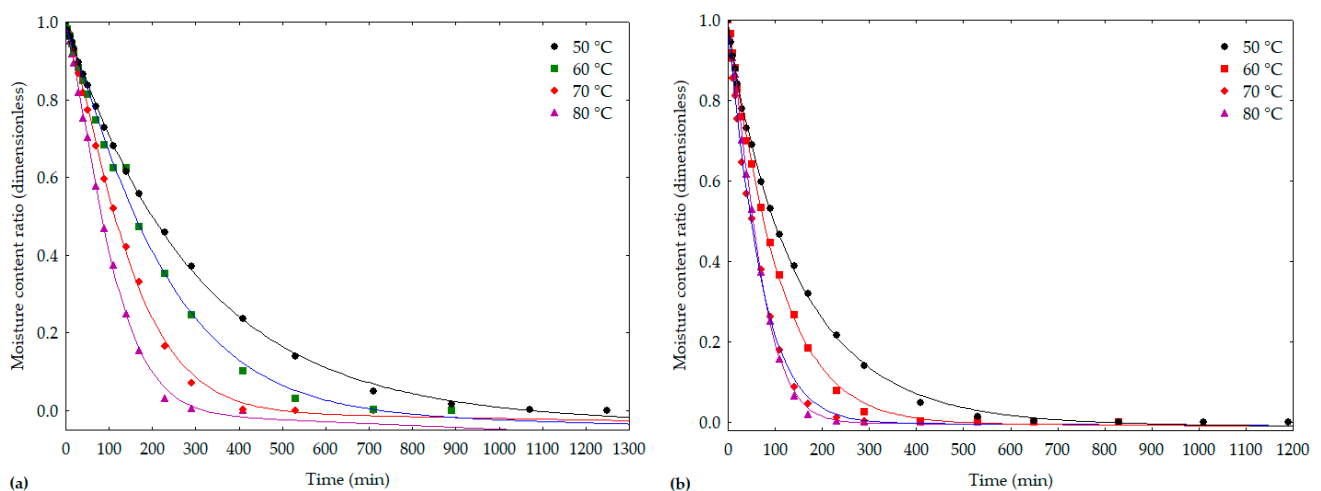 1.0
0.8
0.6
0.4
0.2
0.0
Moisture content ratio (dimensionless)
50 °C
60 °C
70 °C
80 °C
0 100 200 300 400 500 600 700 800 900 1000 1100 1200 1300
Time (min)
(a)
1.0
0.8
0.6
0.4
0.2
0.0
Moisture content ratio (dimensionless)
50 °C
60 °C
70 °C
80 °C
0 100 200 300 400 500 600 700 800 900 1000 1100 1200
Time (min)
(b)